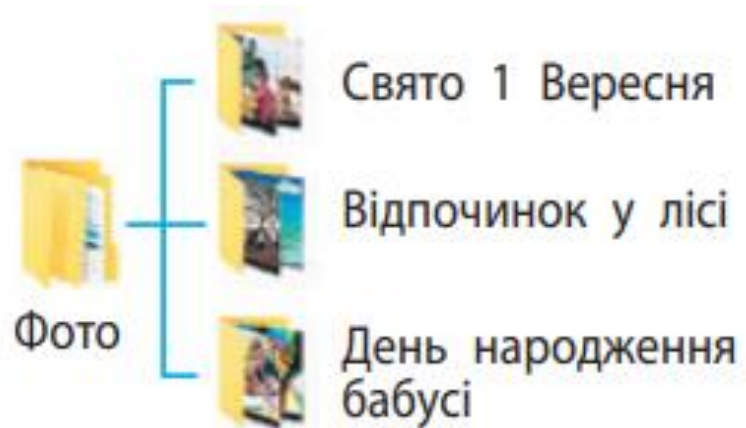 Свято 1 Вересня
Відпочинок у лісі
Фото
День народження
бабусі